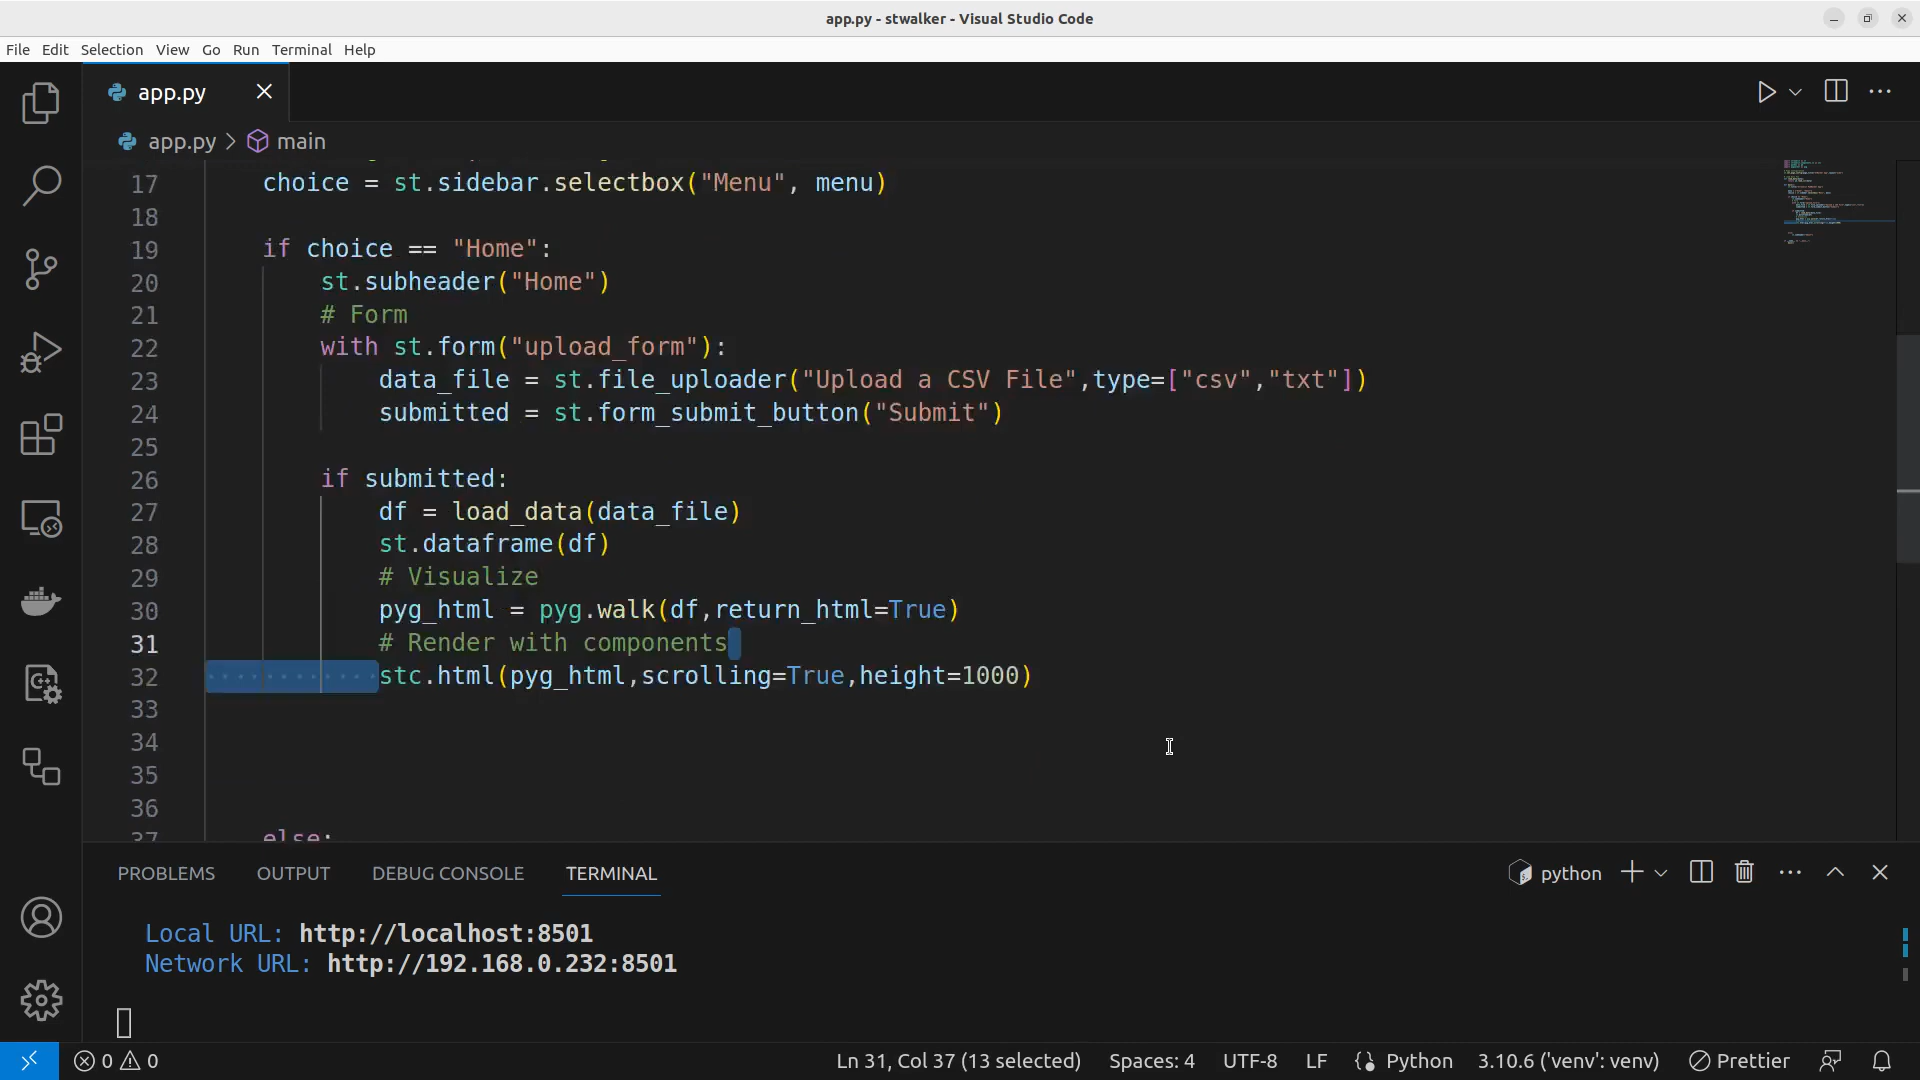 app.py - stwalker - Visual Studio Code
File Edit Selection View Go Run Terminal Help
app.py
app.py > main
17 choice = st.sidebar.selectbox("Menu", menu)
18
19 if choice == "Home":
20 st.subheader("Home")
21 # Form
22 with st.form("upload_form"):
23 data_file = st.file_uploader("Upload a CSV File",type=["csv","txt"])
24 submitted = st.form_submit_button("Submit")
25
26 if submitted:
27 df = load_data(data_file)
28 st.dataframe(df)
29 # Visualize
30 pyg_html = pyg.walk(df,return_html=True)
31 # Render with components
32 stc.html(pyg_html,scrolling=True,height=1000)
33
34
35
36
37 else:
PROBLEMS OUTPUT DEBUG CONSOLE TERMINAL python
Local URL: http://localhost:8501
Network URL: http://192.168.0.232:8501
0 0 Ln 31, Col 37 (13 selected) Spaces: 4 UTF-8 LF Python 3.10.6 ('venv': venv) Prettier